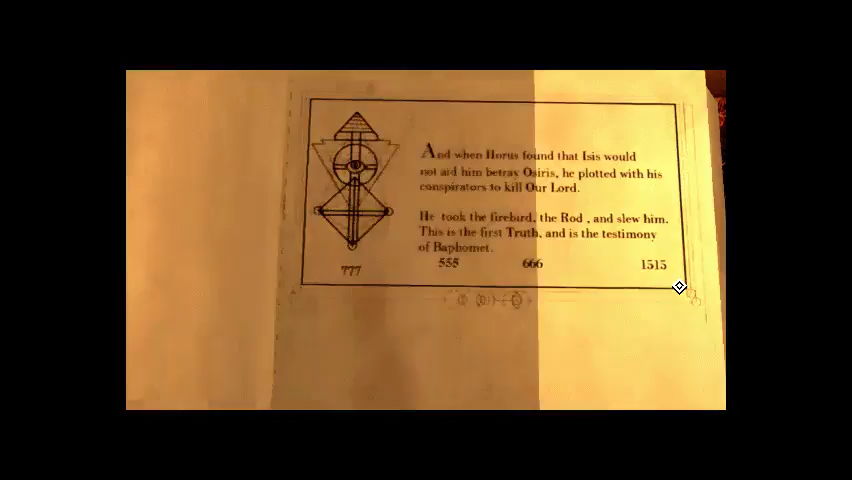 And when Horus found that Isis would
not aid him betray Osiris, he plotted with his
conspirators to kill Our Lord.
He took the firebird, the Rod , and slew him.
This is the first Truth, and is the testimony
of Baphomet.
777 555 666 1515